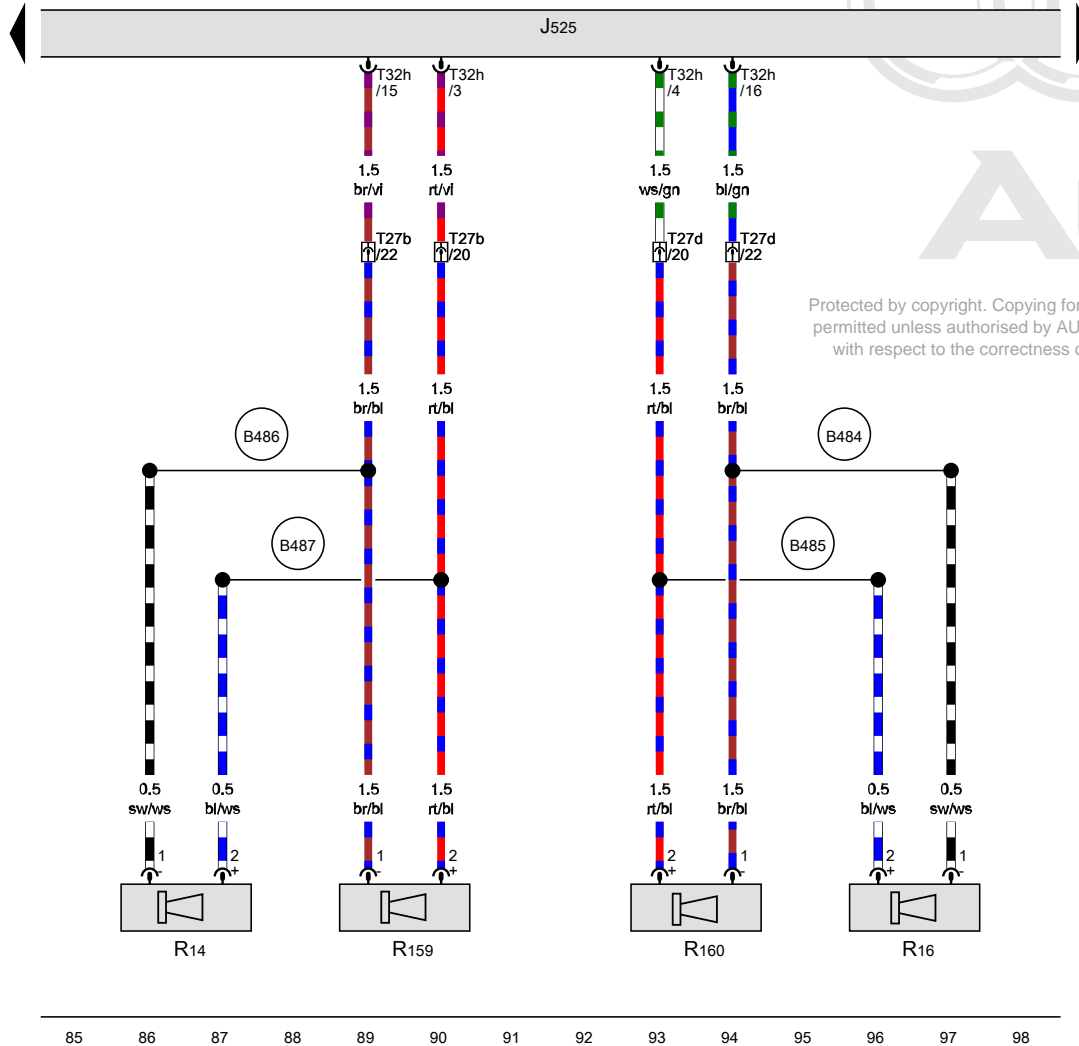 J525
T32h
/15
T32h
/3
T32h
/4
T32h
/16
1.5
br/vi
1.5
rt/vi
1.5
ws/gn
1.5
bl/gn
T27b
/22
T27b
/20
T27d
/20
T27d
/22
Protected by copyright. Copying for
permitted unless authorised by AU
with respect to the correctness
1.5
br/bl
1.5
rt/bl
1.5
rt/bl
1.5
br/bl
B486
B484
B487
B485
0.5
sw/ws
0.5
bl/ws
1.5
br/bl
1.5
rt/bl
1.5
rt/bl
1.5
br/bl
0.5
bl/ws
0.5
sw/ws
1
-
2
+
1
-
2
+
2
+
1
-
2
+
1
-
R14
R159
R160
R16
85 86 87 88 89 90 91 92 93 94 95 96 97 98